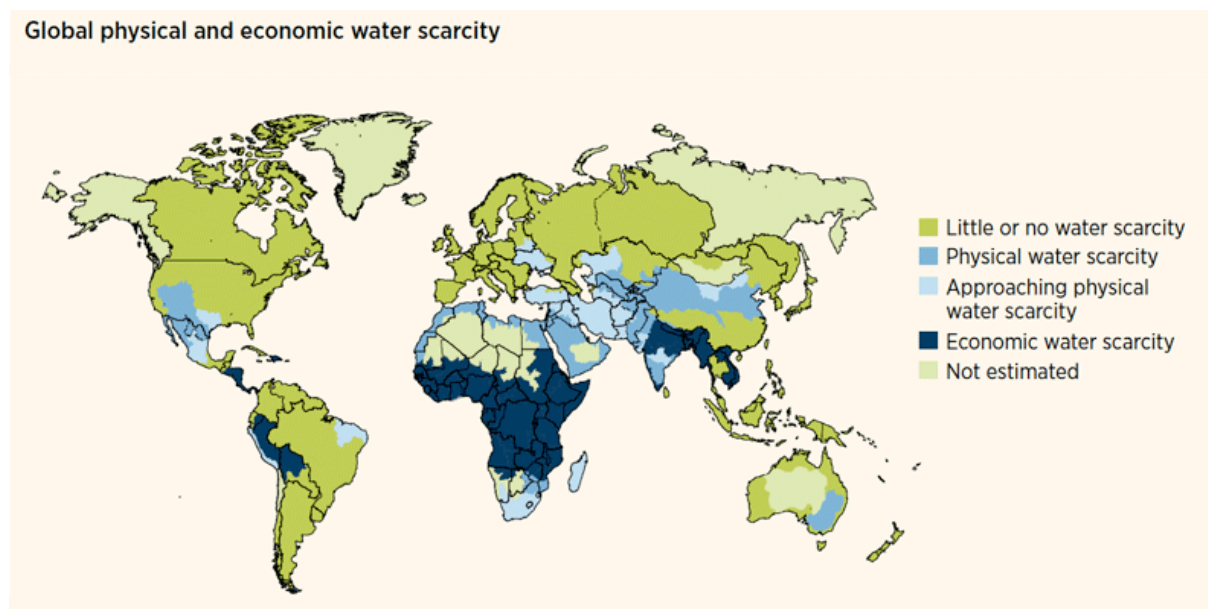 Global physical and economic water scarcity
Little or no water scarcity
Physical water scarcity
Approaching physical
water scarcity
Economic water scarcity
Not estimated